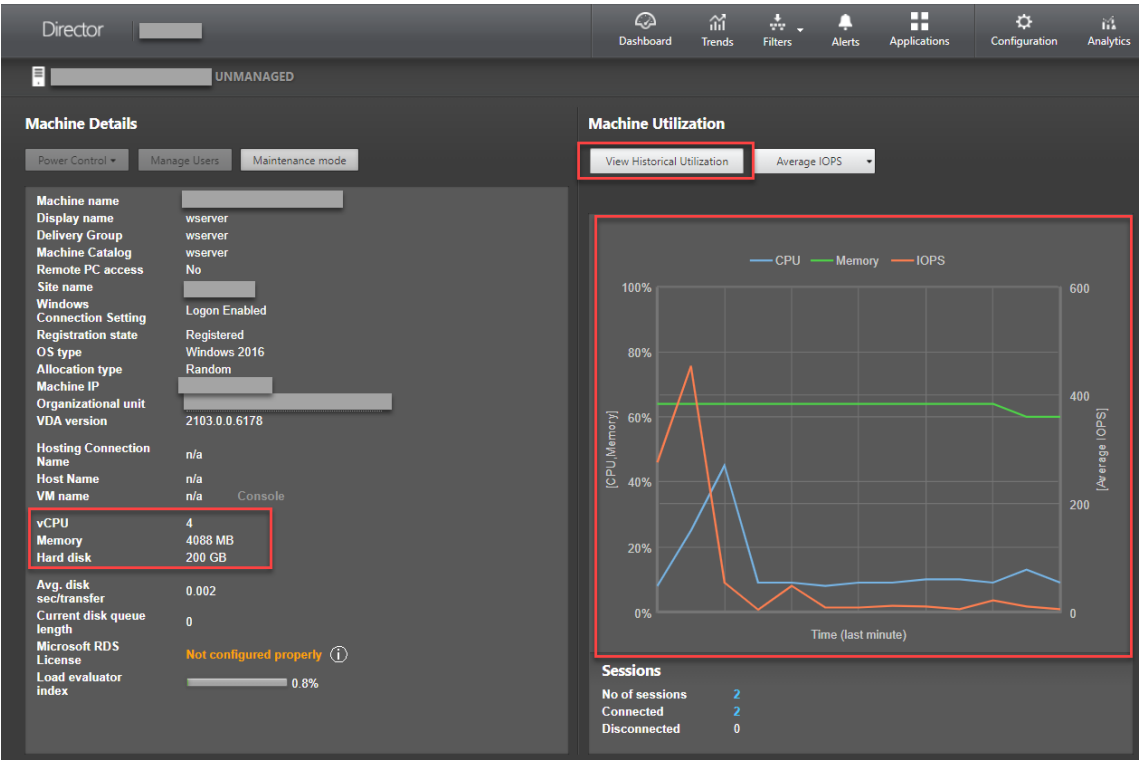 Director
Dashboard Trends Filters Alerts Applications Configuration Analytics
UNMANAGED
Machine Details
Power Control Manage Users Maintenance mode
Machine name
Display name wserver
Delivery Group wserver
Machine Catalog wserver
Remote PC access No
Site name
Windows
Connection Setting Logon Enabled
Registration state Registered
OS type Windows 2016
Allocation type Random
Machine IP
Organizational unit
VDA version 2103.0.0.6178
Hosting Connection
Name n/a
Host Name n/a
VM name n/a Console
vCPU 4
Memory 4088 MB
Hard disk 200 GB
Avg. disk
sec/transfer 0.002
Current disk queue
length 0
Microsoft RDS
License Not configured properly i
Load evaluator
index 0.8%
Machine Utilization
View Historical Utilization Average IOPS
CPU Memory IOPS
100% 600
80%
400
60%
40%
200
20%
0% 0
[CPU,Memory]
[Average IOPS]
Time (last minute)
Sessions
No of sessions 2
Connected 2
Disconnected 0